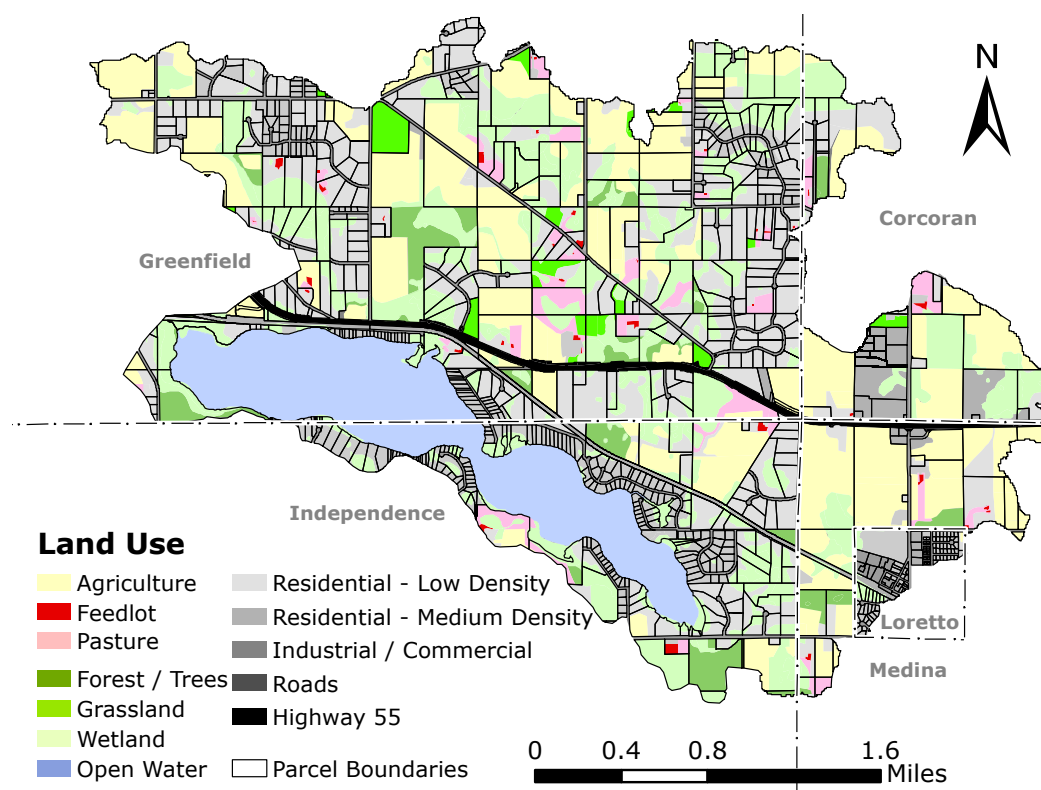 N
Corcoran
Greenfield
Independence
Land Use
Agriculture
Feedlot
Pasture
Forest / Trees
Grassland
Wetland
Open Water
Residential - Low Density
Residential - Medium Density
Industrial / Commercial
Roads
Highway 55
Parcel Boundaries
Loretto
Medina
0 0.4 0.8 1.6
Miles